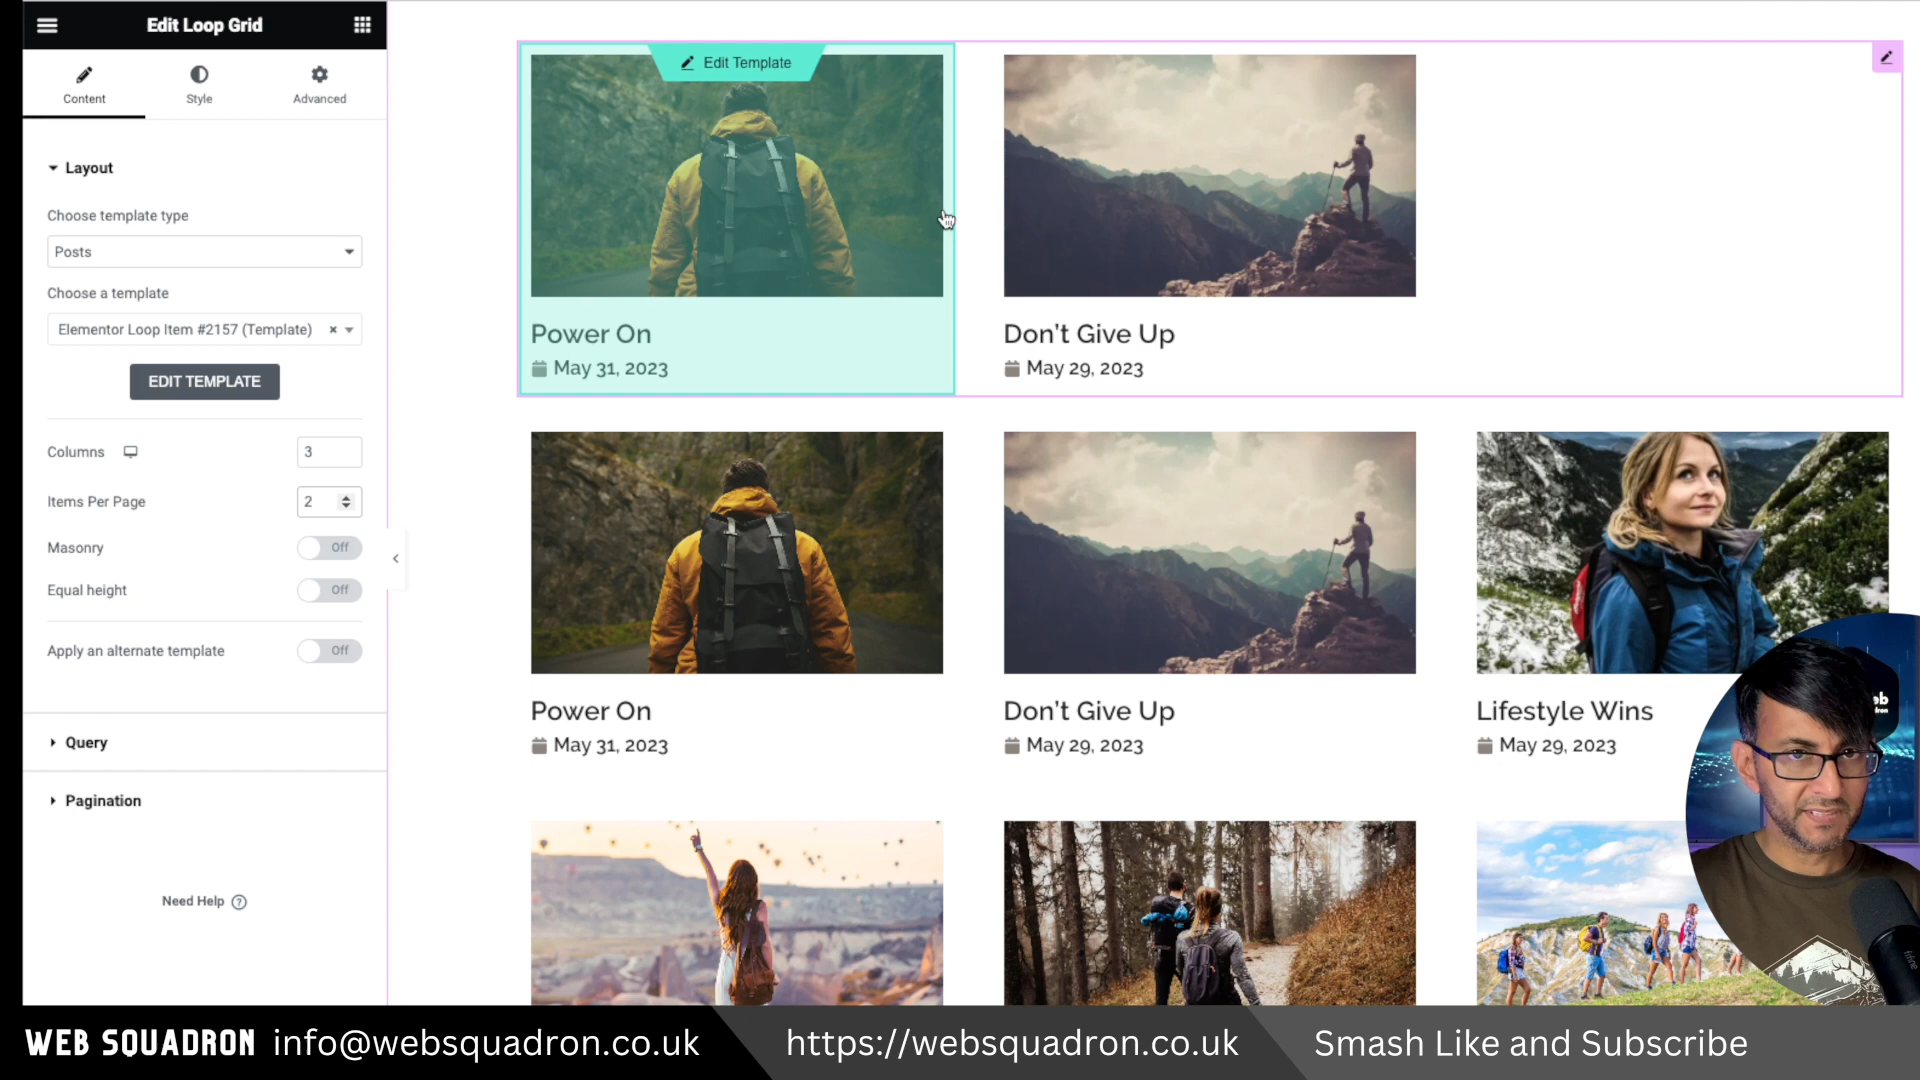 Edit Loop Grid
Content
Style
Advanced
Layout
Choose template type
Posts
Choose a template
Elementor Loop Item #2157 (Template) ×
EDIT TEMPLATE
Columns
3
Items Per Page
2
Masonry
Off
Equal height
Off
Apply an alternate template
Off
Query
Pagination
Need Help ?
Edit Template
Power On
May 31, 2023
Don’t Give Up
May 29, 2023
Power On
May 31, 2023
Don’t Give Up
May 29, 2023
Lifestyle Wins
May 29, 2023
WEB SQUADRON info@websquadron.co.uk
https://websquadron.co.uk
Smash Like and Subscribe